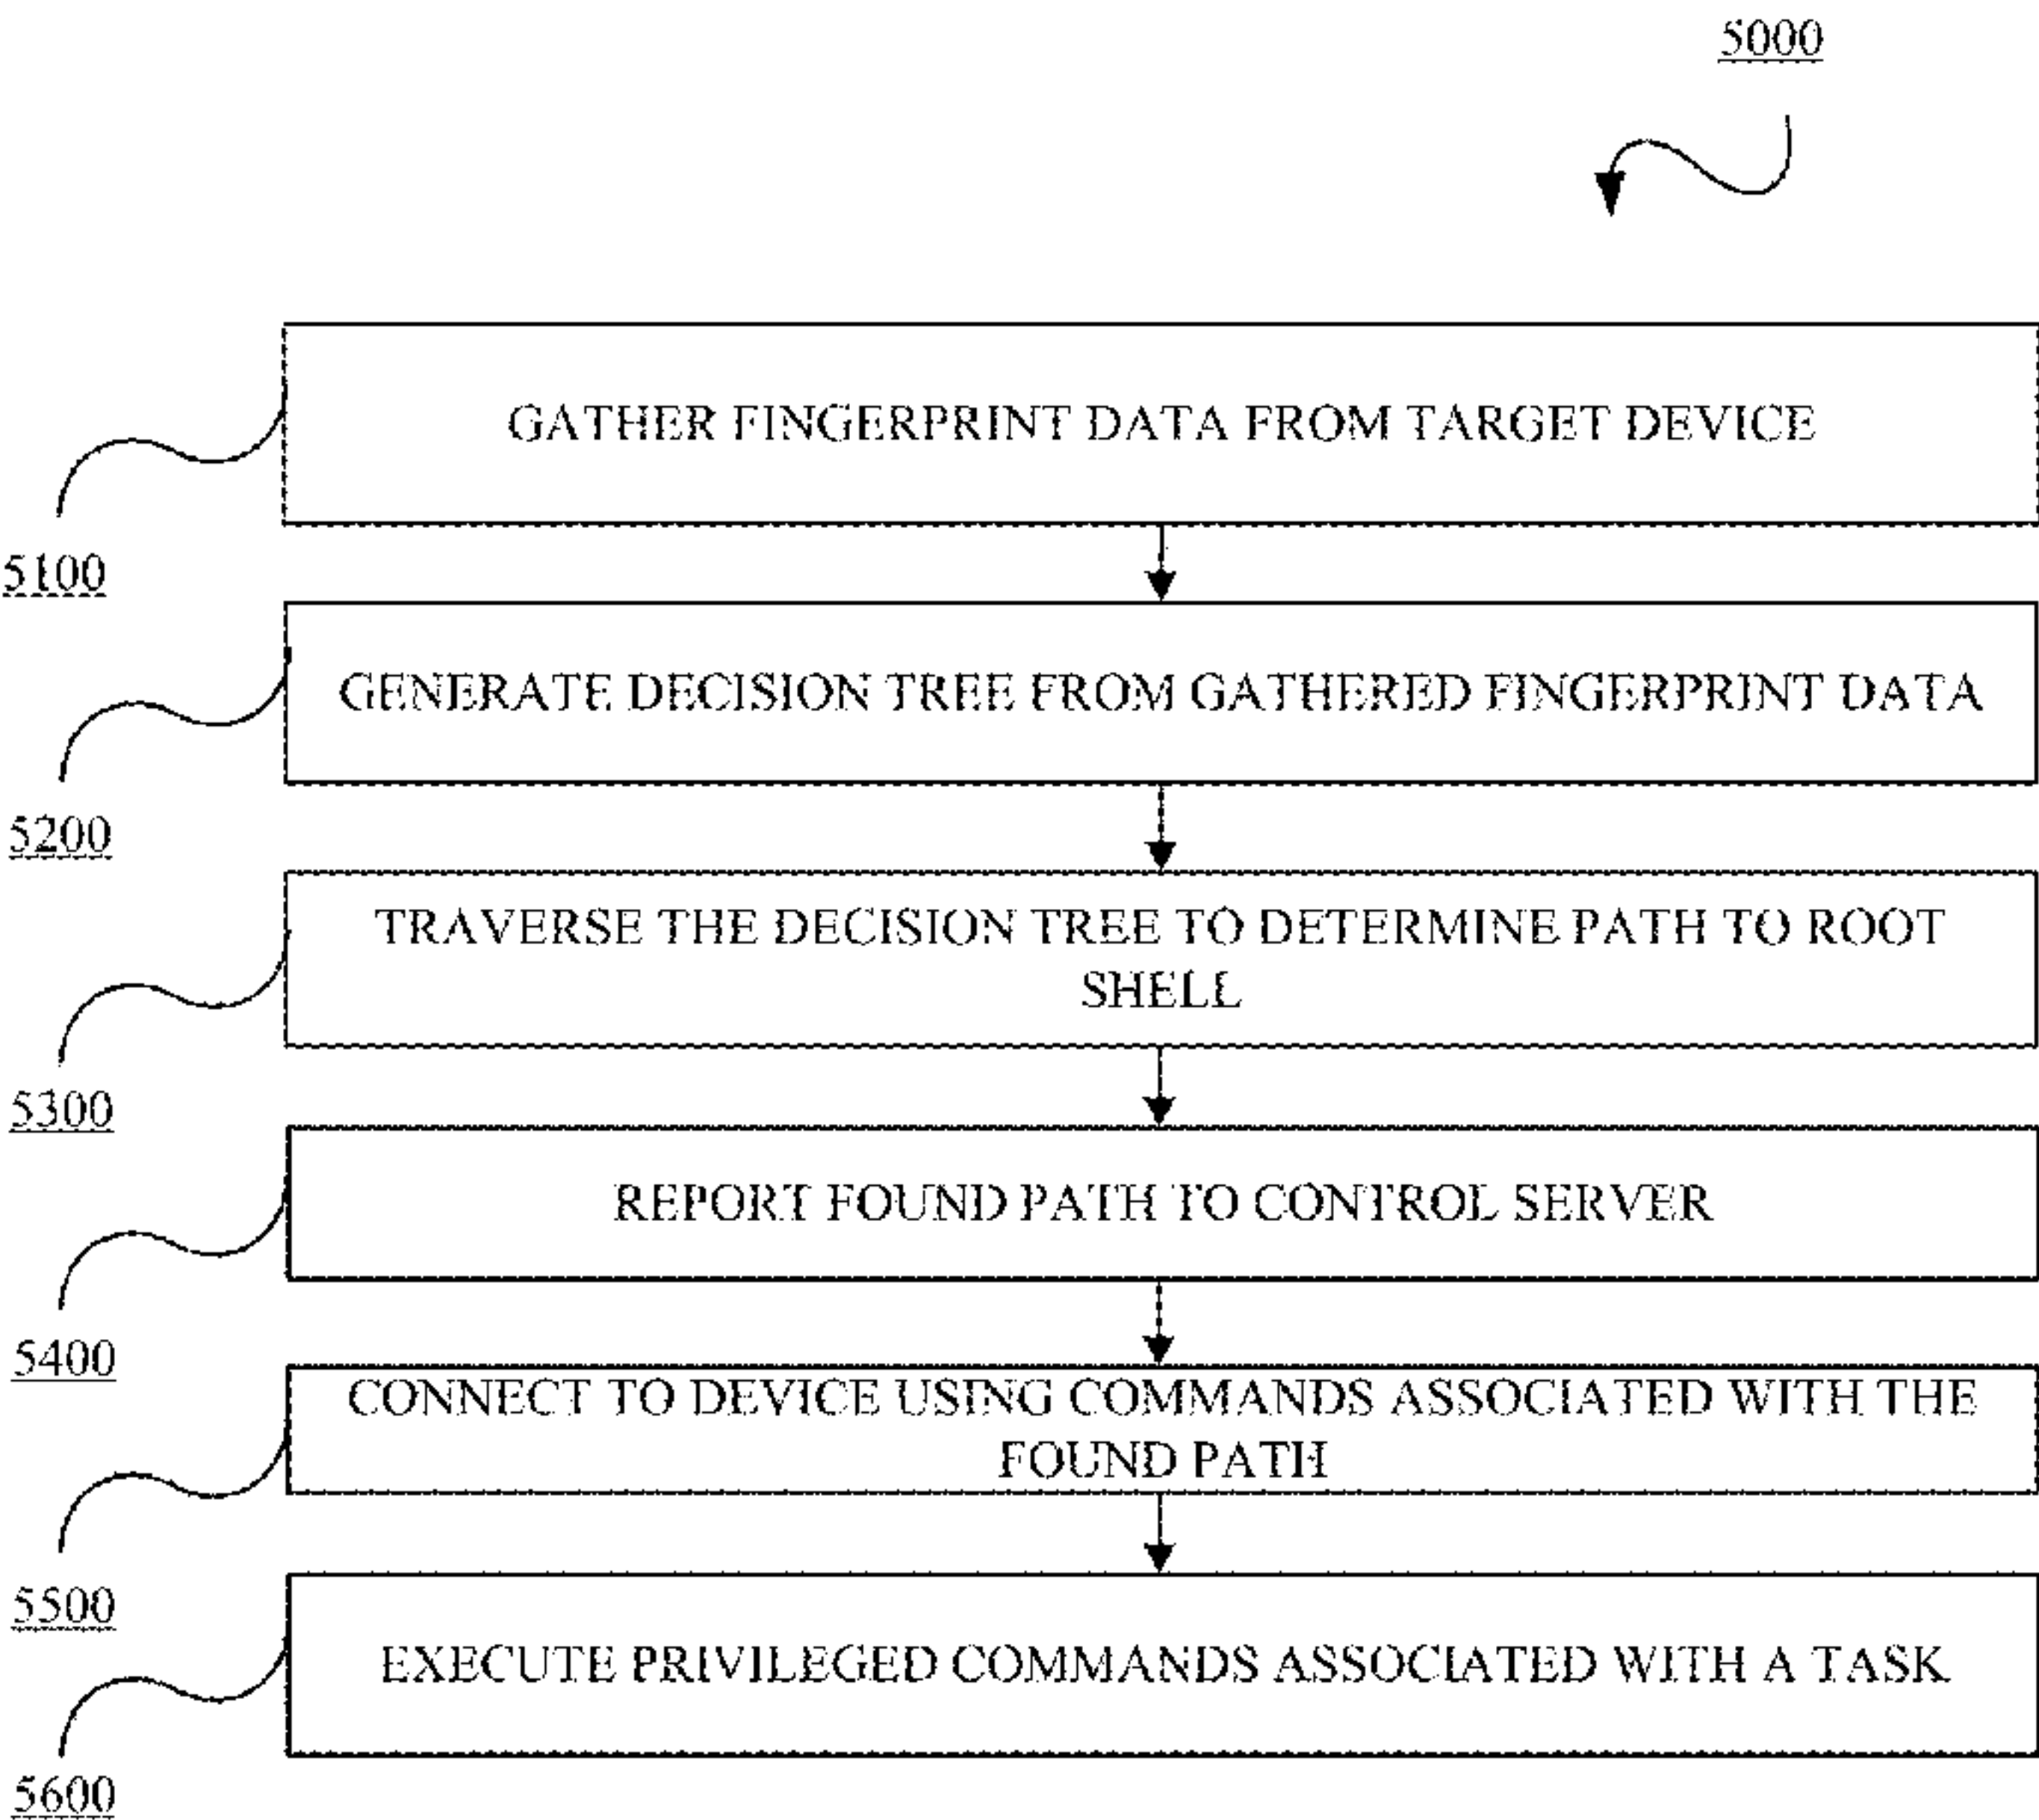 5000
GATHER FINGERPRINT DATA FROM TARGET DEVICE
5100
GENERATE DECISION TREE FROM GATHERED FINGERPRINT DATA
5200
TRAVERSE THE DECISION TREE TO DETERMINE PATH TO ROOT
SHELL
5300
REPORT FOUND PATH TO CONTROL SERVER
5400
CONNECT TO DEVICE USING COMMANDS ASSOCIATED WITH THE
FOUND PATH
5500
EXECUTE PRIVILEGED COMMANDS ASSOCIATED WITH A TASK
5600